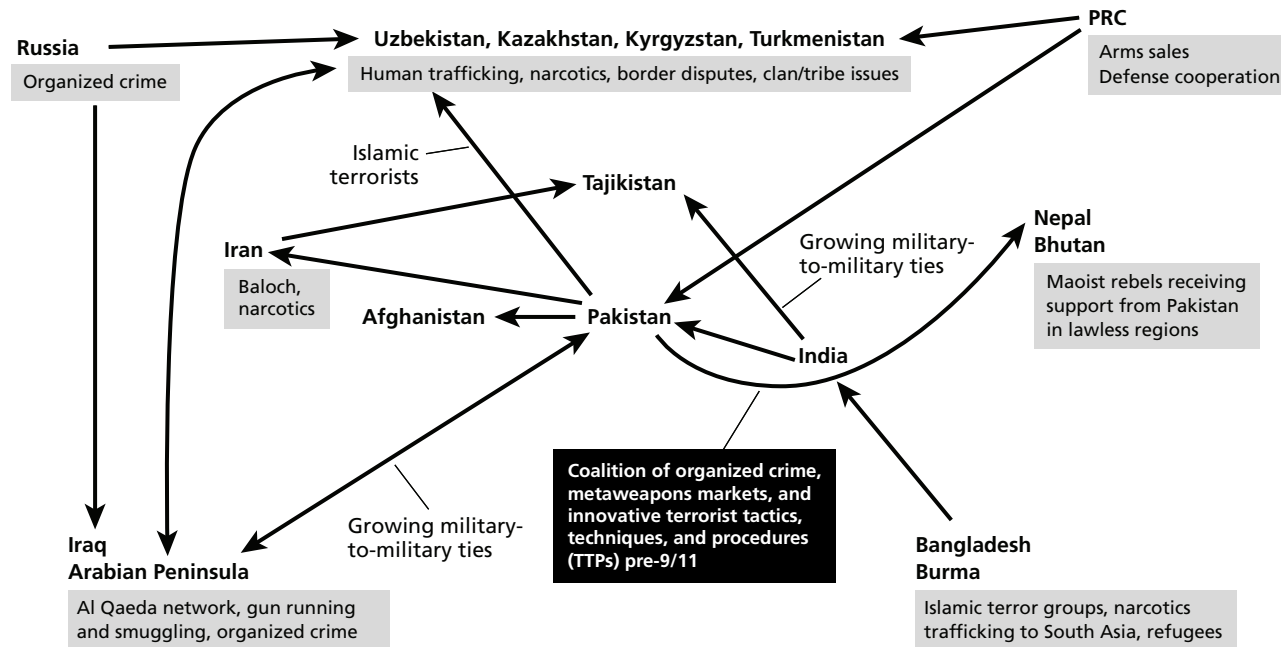 Russia
Organized crime
Uzbekistan, Kazakhstan, Kyrgyzstan, Turkmenistan
Human trafficking, narcotics, border disputes, clan/tribe issues
PRC
Arms sales
Defense cooperation
Islamic
terrorists
Tajikistan
Iran
Baloch,
narcotics
Growing military-
to-military ties
Nepal
Bhutan
Maoist rebels receiving
support from Pakistan
in lawless regions
Afghanistan
Pakistan
India
Coalition of organized crime,
metaweapons markets, and
innovative terrorist tactics,
techniques, and procedures
(TTPs) pre-9/11
Growing military-
to-military ties
Iraq
Arabian Peninsula
Al Qaeda network, gun running
and smuggling, organized crime
Bangladesh
Burma
Islamic terror groups, narcotics
trafficking to South Asia, refugees